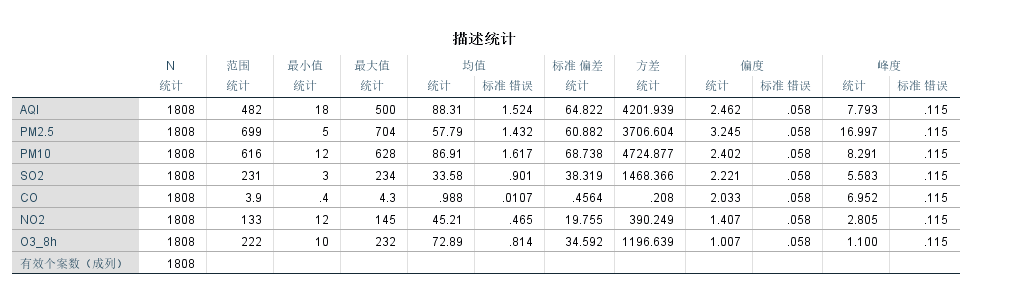 描述统计
N 范围 最小值 最大值 均值 标准 偏差 方差 偏度 峰度
统计 统计 统计 统计 统计 标准 错误 统计 统计 统计 标准 错误 统计 标准 错误
AQI 1808 482 18 500 88.31 1.524 64.822 4201.939 2.462 .058 7.793 .115
PM2.5 1808 699 5 704 57.79 1.432 60.882 3706.604 3.245 .058 16.997 .115
PM10 1808 616 12 628 86.91 1.617 68.738 4724.877 2.402 .058 8.291 .115
SO2 1808 231 3 234 33.58 .901 38.319 1468.366 2.221 .058 5.583 .115
CO 1808 3.9 .4 4.3 .988 .0107 .4564 .208 2.033 .058 6.952 .115
NO2 1808 133 12 145 45.21 .465 19.755 390.249 1.407 .058 2.805 .115
O3_8h 1808 222 10 232 72.89 .814 34.592 1196.639 1.007 .058 1.100 .115
有效个案数（成列） 1808